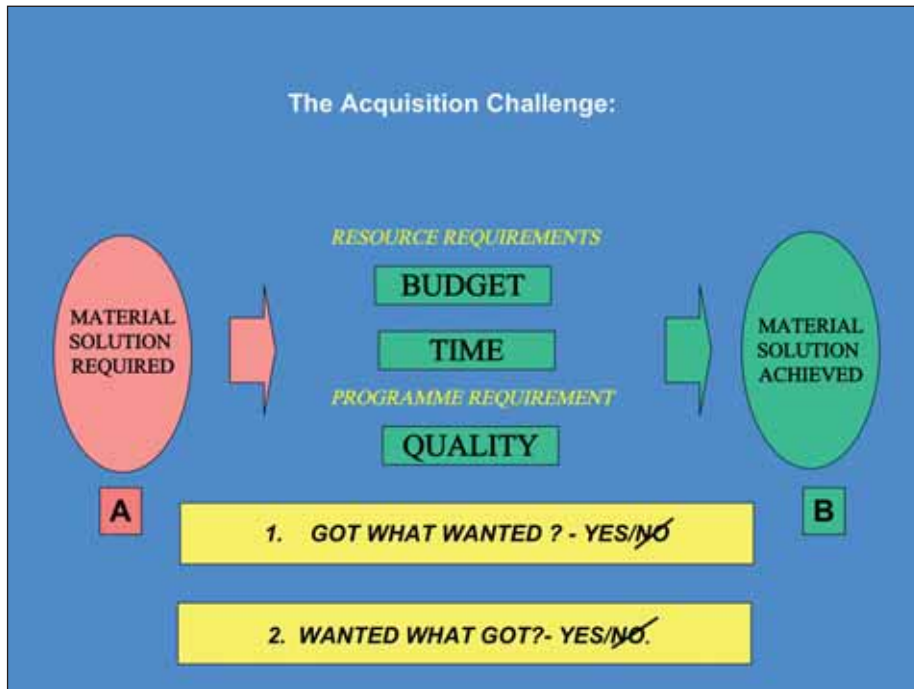 The Acquisition Challenge:
RESOURCE REQUIREMENTS
BUDGET
MATERIAL
SOLUTION
REQUIRED
TIME
MATERIAL
SOLUTION
ACHIEVED
PROGRAMME REQUIREMENT
QUALITY
A
B
1. GOT WHAT WANTED ? - YES/NO
2. WANTED WHAT GOT?- YES/NO.